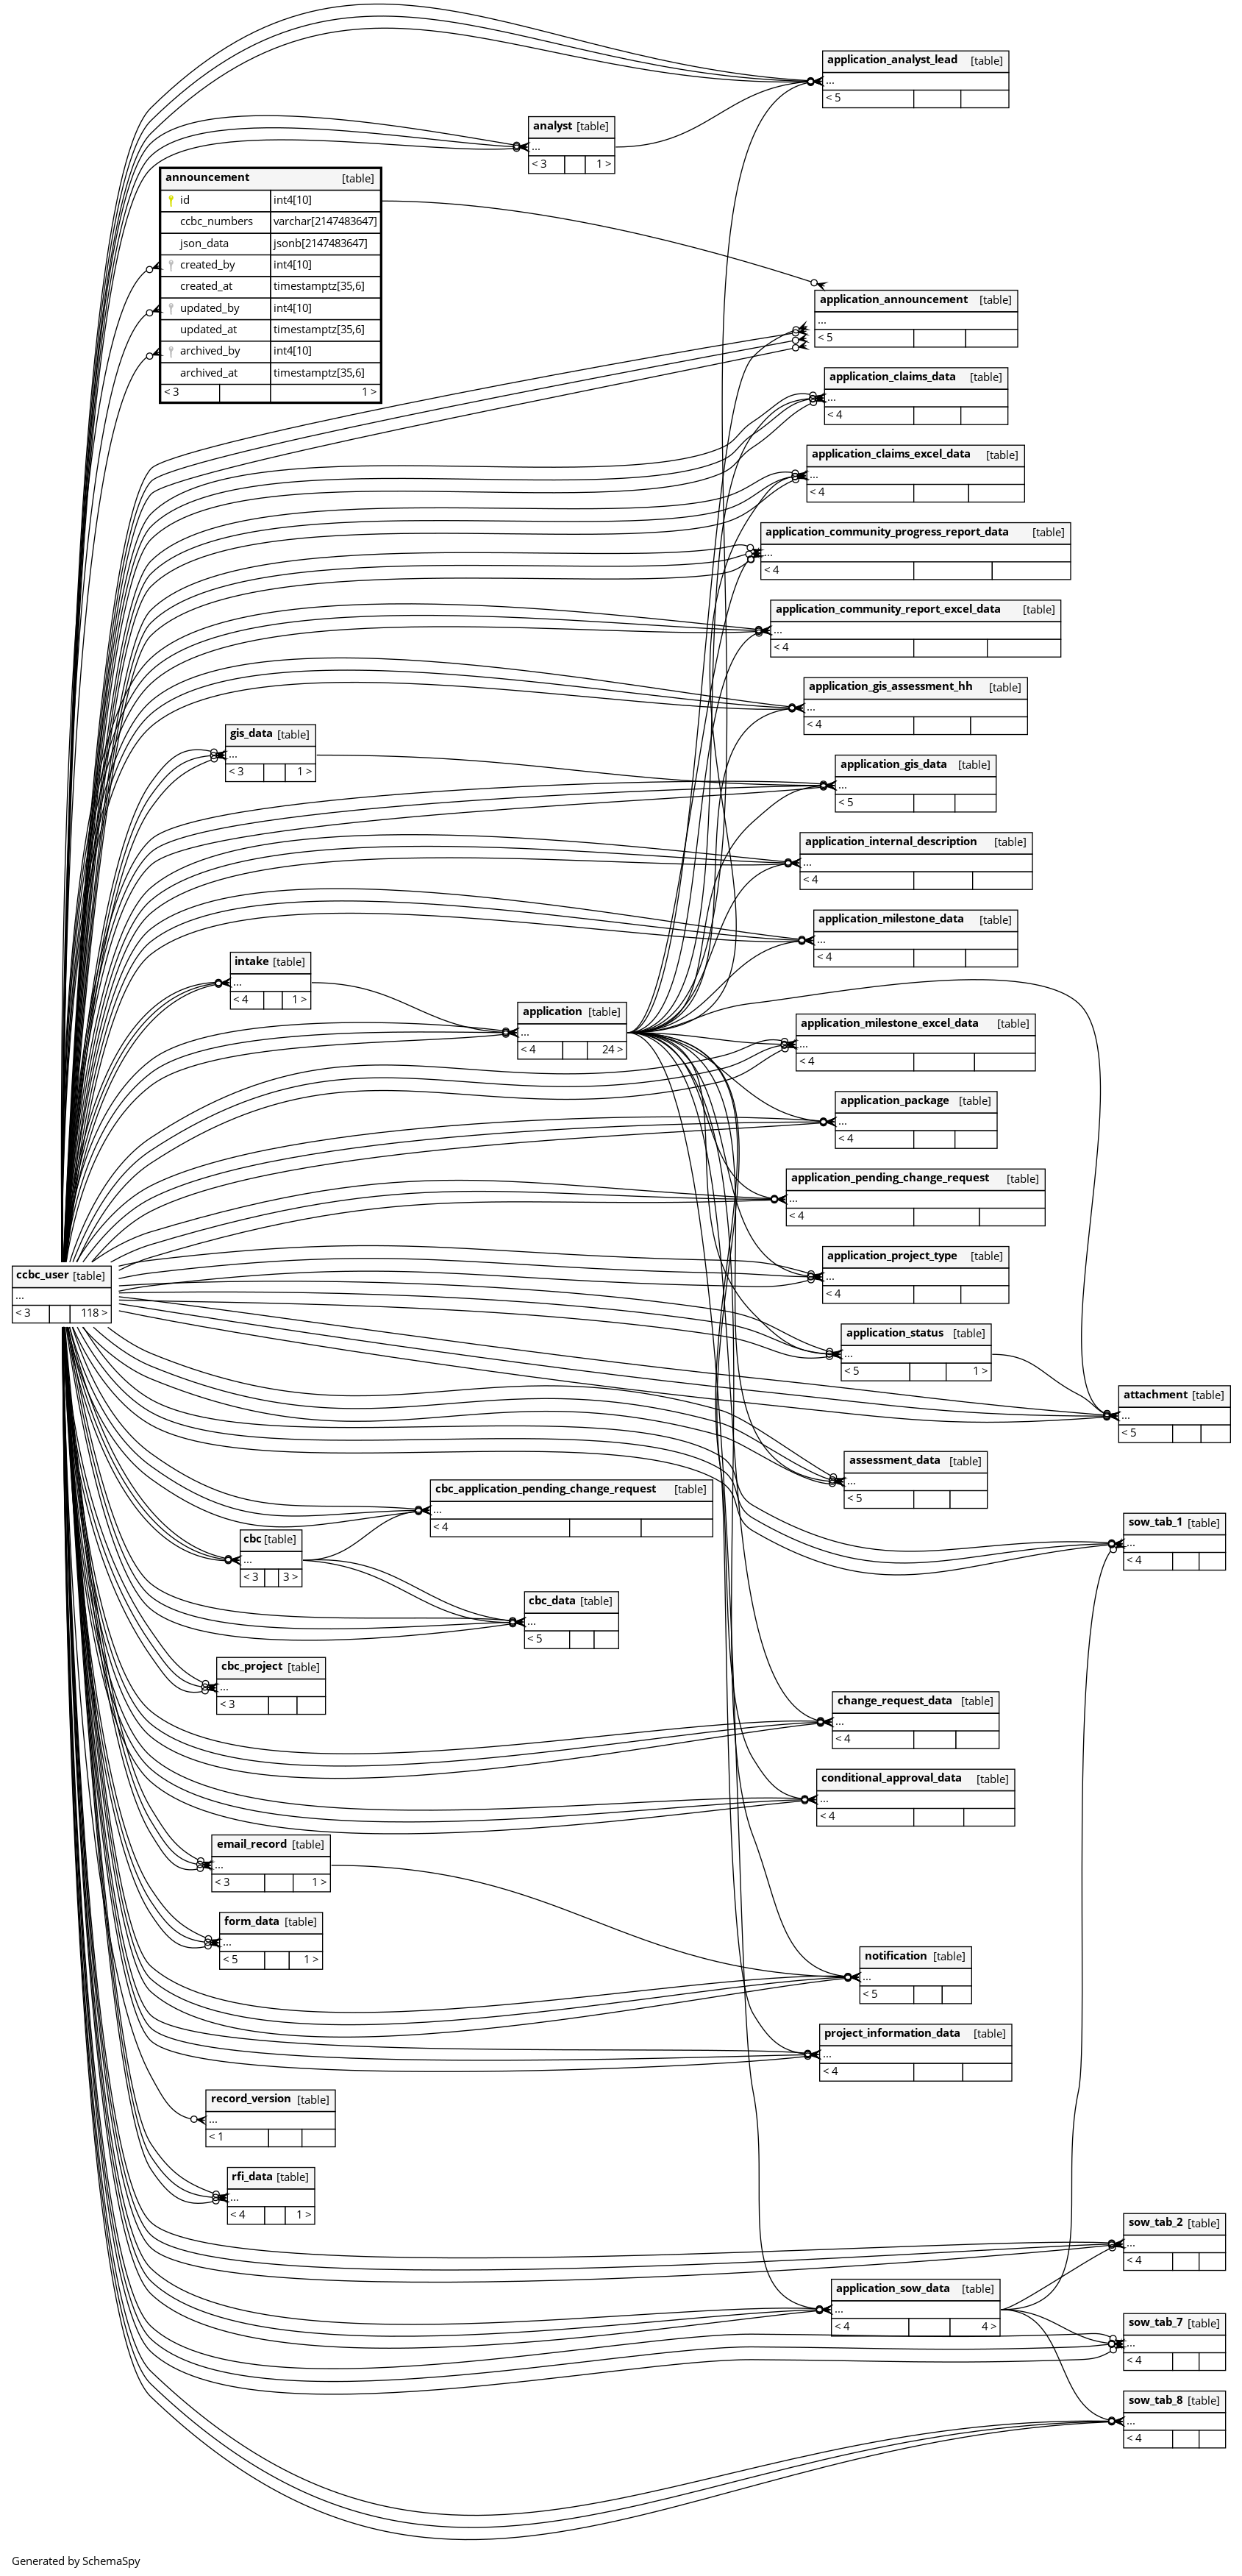 application_analyst_lead [table]
...
< 5
analyst [table]
...
< 3 1 >
announcement [table]
id int4[10]
ccbc_numbers varchar[2147483647]
json_data jsonb[2147483647]
created_by int4[10]
created_at timestamptz[35,6]
updated_by int4[10]
updated_at timestamptz[35,6]
archived_by int4[10]
archived_at timestamptz[35,6]
< 3 1 >
application_announcement [table]
...
< 5
application_claims_data [table]
...
< 4
application_claims_excel_data [table]
...
< 4
application_community_progress_report_data [table]
...
< 4
application_community_report_excel_data [table]
...
< 4
application_gis_assessment_hh [table]
...
< 4
gis_data [table]
...
< 3 1 >
application_gis_data [table]
...
< 5
application_internal_description [table]
...
< 4
application_milestone_data [table]
...
< 4
intake [table]
...
< 4 1 >
application [table]
...
< 4 24 >
application_milestone_excel_data [table]
...
< 4
application_package [table]
...
< 4
application_pending_change_request [table]
...
< 4
application_project_type [table]
...
< 4
ccbc_user [table]
...
< 3 118 >
application_status [table]
...
< 5 1 >
attachment [table]
...
< 5
assessment_data [table]
...
< 5
cbc_application_pending_change_request [table]
...
< 4
sow_tab_1 [table]
...
< 4
cbc [table]
...
< 3 3 >
cbc_data [table]
...
< 5
cbc_project [table]
...
< 3
change_request_data [table]
...
< 4
conditional_approval_data [table]
...
< 4
email_record [table]
...
< 3 1 >
form_data [table]
...
< 5 1 >
notification [table]
...
< 5
project_information_data [table]
...
< 4
record_version [table]
...
< 1
rfi_data [table]
...
< 4 1 >
sow_tab_2 [table]
...
< 4
application_sow_data [table]
...
< 4 4 >
sow_tab_7 [table]
...
< 4
sow_tab_8 [table]
...
< 4
Generated by SchemaSpy